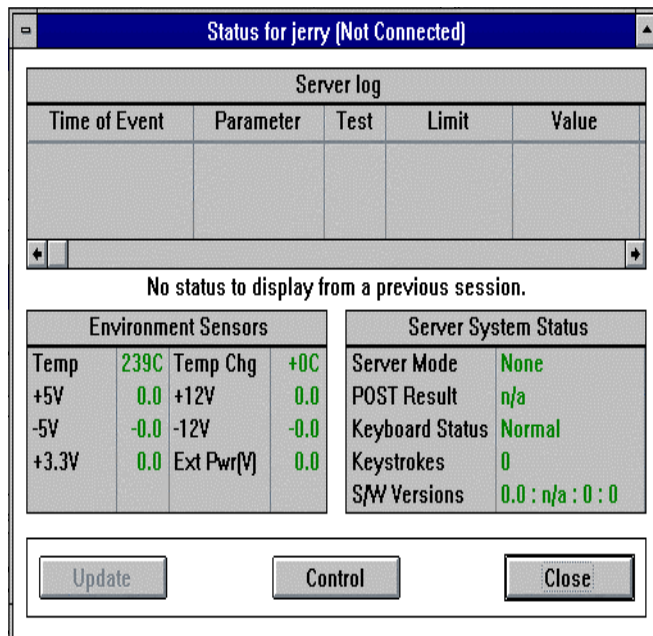 Status for jerry (Not Connected)
Server log
Time of Event Parameter Test Limit Value
No status to display from a previous session.
Environment Sensors
Temp 239C Temp Chg +0C
+5V 0.0 +12V 0.0
-5V -0.0 -12V -0.0
+3.3V 0.0 Ext Pwr(V) 0.0
Server System Status
Server Mode None
POST Result n/a
Keyboard Status Normal
Keystrokes 0
S/W Versions 0.0 : n/a : 0 : 0
Update Control Close